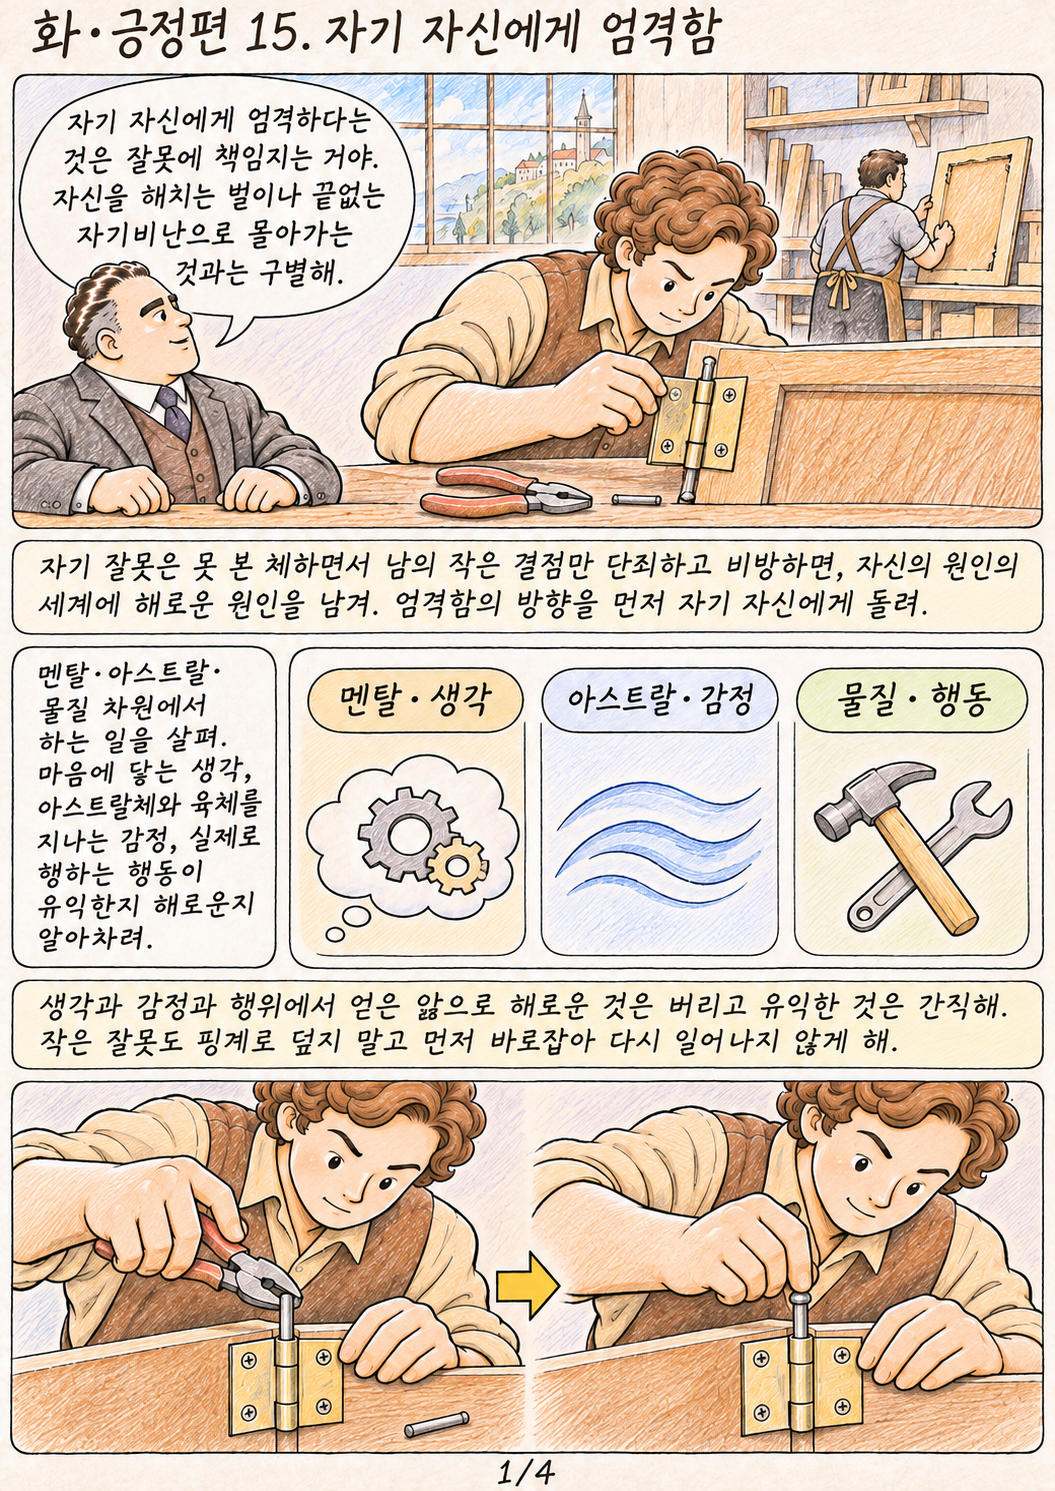 화·긍정편 15. 자기 자신에게 엄격함
자기 자신에게 엄격하다는
것은 잘못에 책임지는 거야.
자신을 해치는 벌이나 끝없는
자기비난으로 몰아가는
것과는 구별해.
자기 잘못은 못 본 체하면서 남의 작은 결점만 단죄하고 비방하면, 자신의 원인의
세계에 해로운 원인을 남겨. 엄격함의 방향을 먼저 자기 자신에게 돌려.
멘탈·아스트랄·
물질 차원에서
하는 일을 살펴.
마음에 닿는 생각,
아스트랄체와 육체를
지나는 감정, 실제로
행하는 행동이
유익한지 해로운지
알아차려.
멘탈·생각
아스트랄·감정
물질·행동
생각과 감정과 행위에서 얻은 앎으로 해로운 것은 버리고 유익한 것은 간직해.
작은 잘못도 핑계로 덮지 말고 먼저 바로잡아 다시 일어나지 않게 해.
1/4